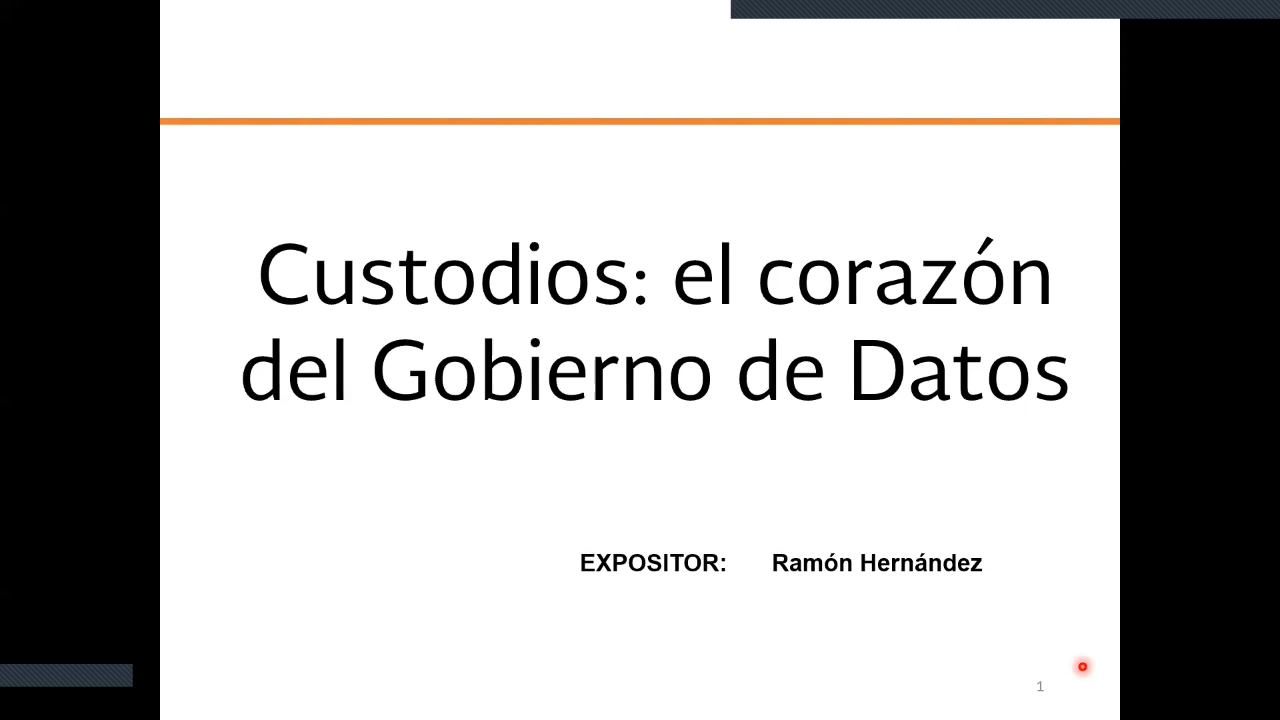 Custodios: el corazón
del Gobierno de Datos
EXPOSITOR: Ramón Hernández
1